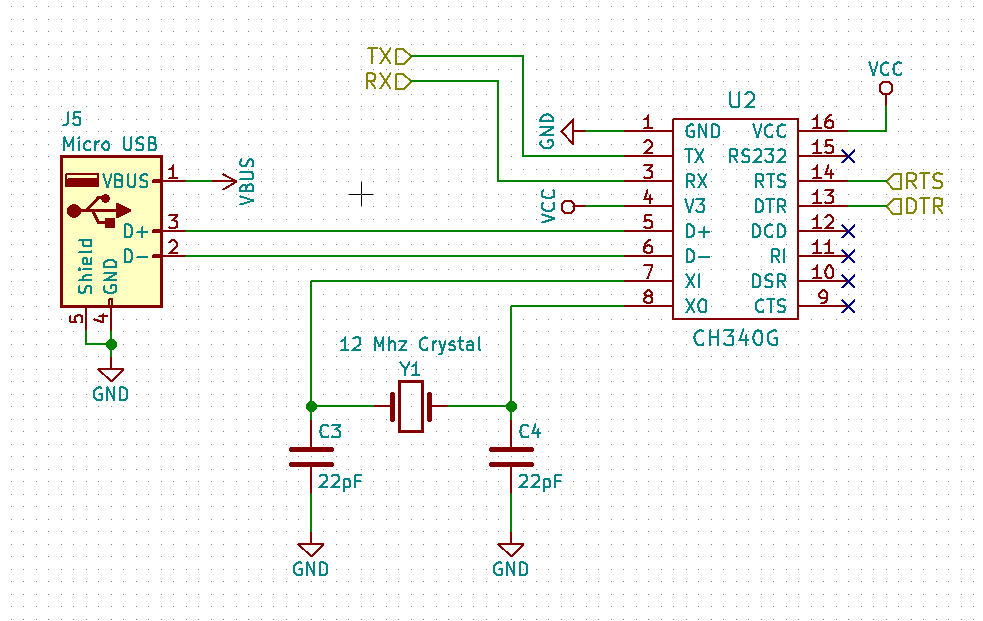 TX
RX
VCC
U2
J5
Micro USB
GND
1
GND
VCC
16
2
TX
RS232
15
VBUS
1
VBUS
3
RX
RTS
14
RTS
VCC
4
V3
DTR
13
DTR
D+
3
5
D+
DCD
12
D-
2
6
D-
RI
11
Shield
GND
7
XI
DSR
10
8
XO
CTS
9
5
4
CH340G
12 Mhz Crystal
Y1
GND
C3
C4
22pF
22pF
GND
GND